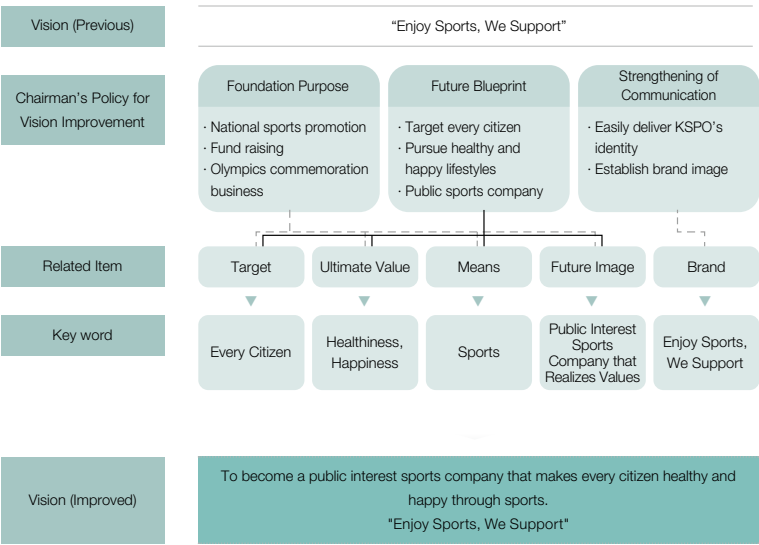 Vision (Previous)
“Enjoy Sports, We Support”
Chairman’s Policy for
Vision Improvement
Foundation Purpose
· National sports promotion
· Fund raising
· Olympics commemoration
business
Future Blueprint
· Target every citizen
· Pursue healthy and
happy lifestyles
· Public sports company
Strengthening of
Communication
· Easily deliver KSPO’s
identity
· Establish brand image
Related Item
Target
Ultimate Value
Means
Future Image
Brand
Key word
Every Citizen
Healthiness,
Happiness
Sports
Public Interest
Sports
Company that
Realizes Values
Enjoy Sports,
We Support
Vision (Improved)
To become a public interest sports company that makes every citizen healthy and
happy through sports.
"Enjoy Sports, We Support"